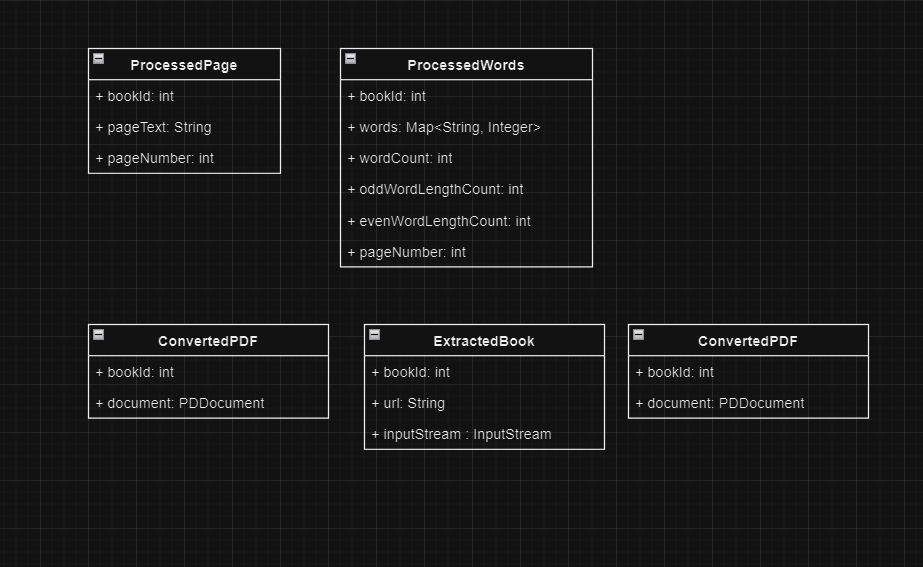 ProcessedPage
+ bookId: int
+ pageText: String
+ pageNumber: int
ProcessedWords
+ bookId: int
+ words: Map<String, Integer>
+ wordCount: int
+ oddWordLengthCount: int
+ evenWordLengthCount: int
+ pageNumber: int
ConvertedPDF
+ bookId: int
+ document: PDDocument
ExtractedBook
+ bookId: int
+ url: String
+ inputStream : InputStream
ConvertedPDF
+ bookId: int
+ document: PDDocument